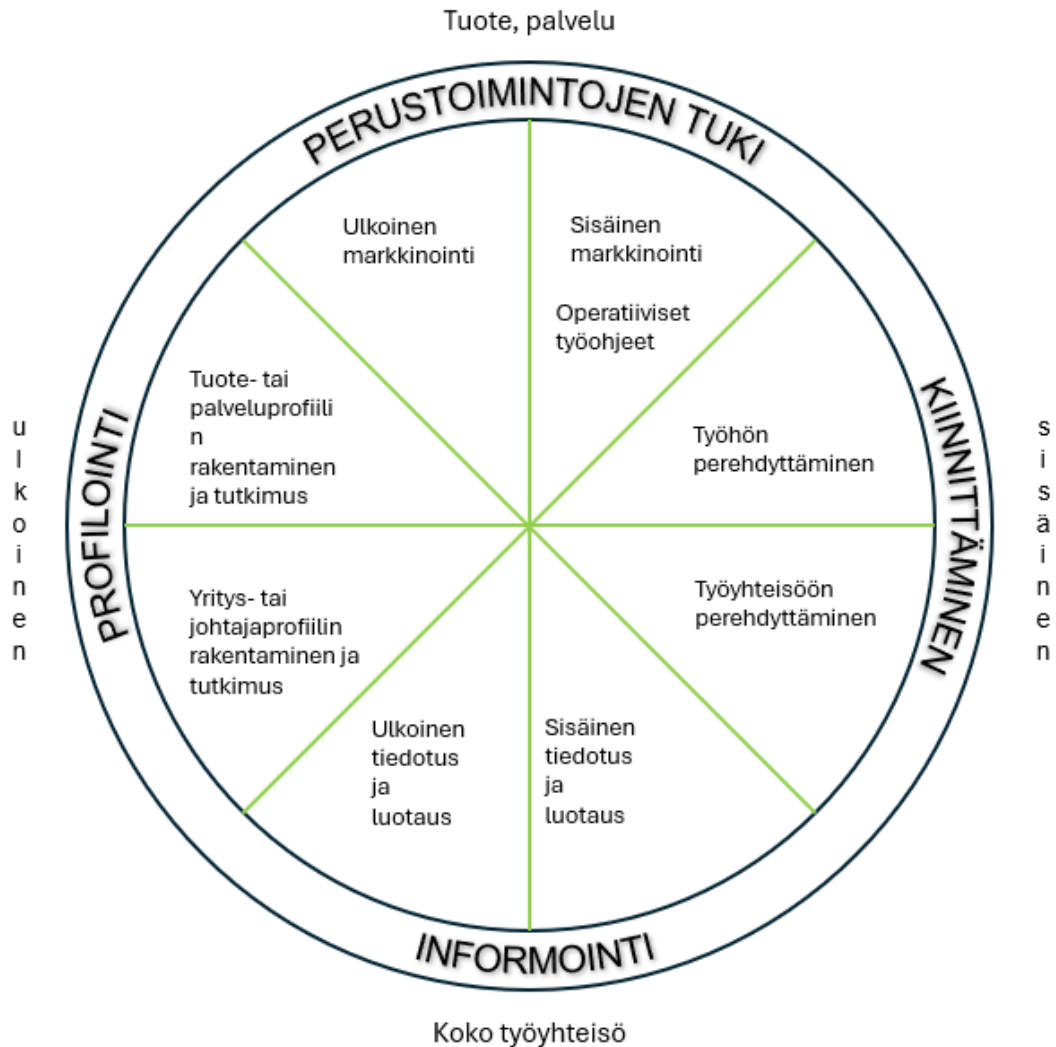 Tuote, palvelu
PERUSTOIMINTOJEN TUKI
Ulkoinen
markkinointi
Sisäinen
markkinointi
Operatiiviset
työohjeet
Tuote- tai
palveluprofiili
n
rakentaminen
ja tutkimus
Työhön
perehdyttäminen
ulkoinen
PROFILOINTI
KIINNITTÄMINEN
sisäinen
Yritys- tai
johtajaprofiilin
rakentaminen ja
tutkimus
Työyhteisöön
perehdyttäminen
Ulkoinen
tiedotus
ja
luotaus
Sisäinen
tiedotus
ja
luotaus
INFORMOINTI
Koko työyhteisö